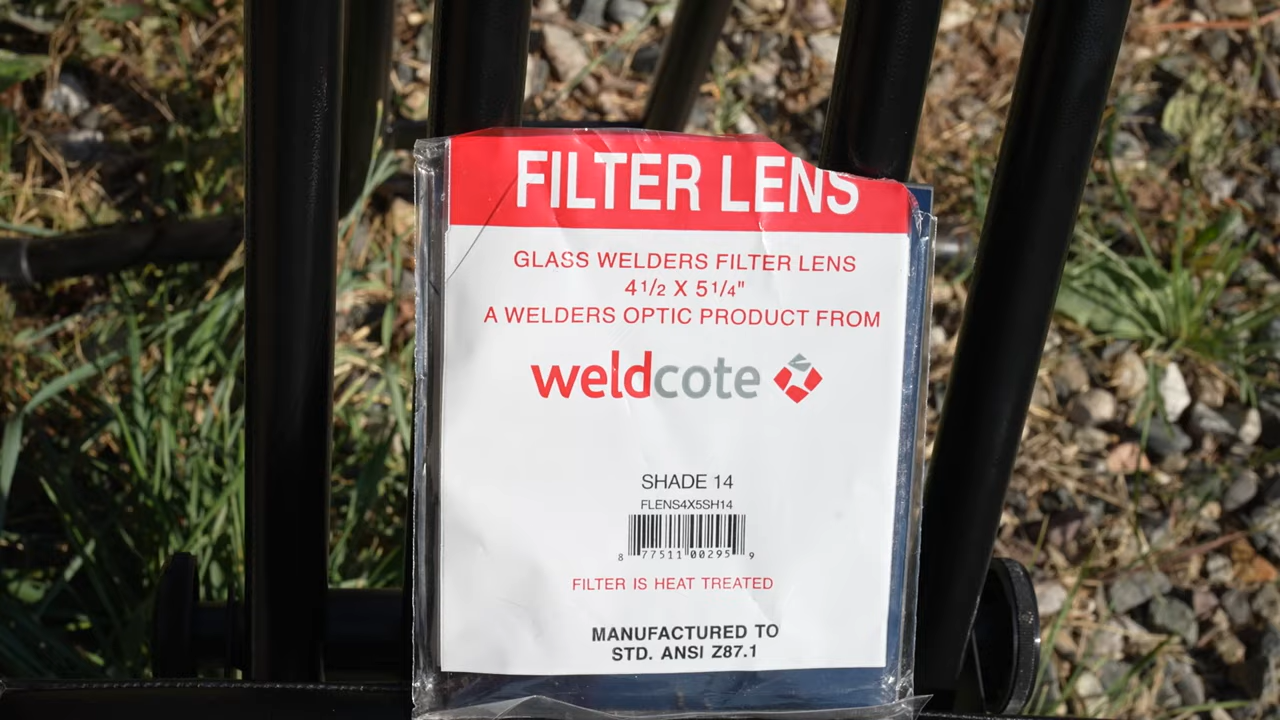 FILTER LENS
GLASS WELDERS FILTER LENS
4 1/2 X 5 1/4"
A WELDERS OPTIC PRODUCT FROM
weldcote
SHADE 14
FLENS4X5SH14
8 77511 00295 9
FILTER IS HEAT TREATED
MANUFACTURED TO
STD. ANSI Z87.1